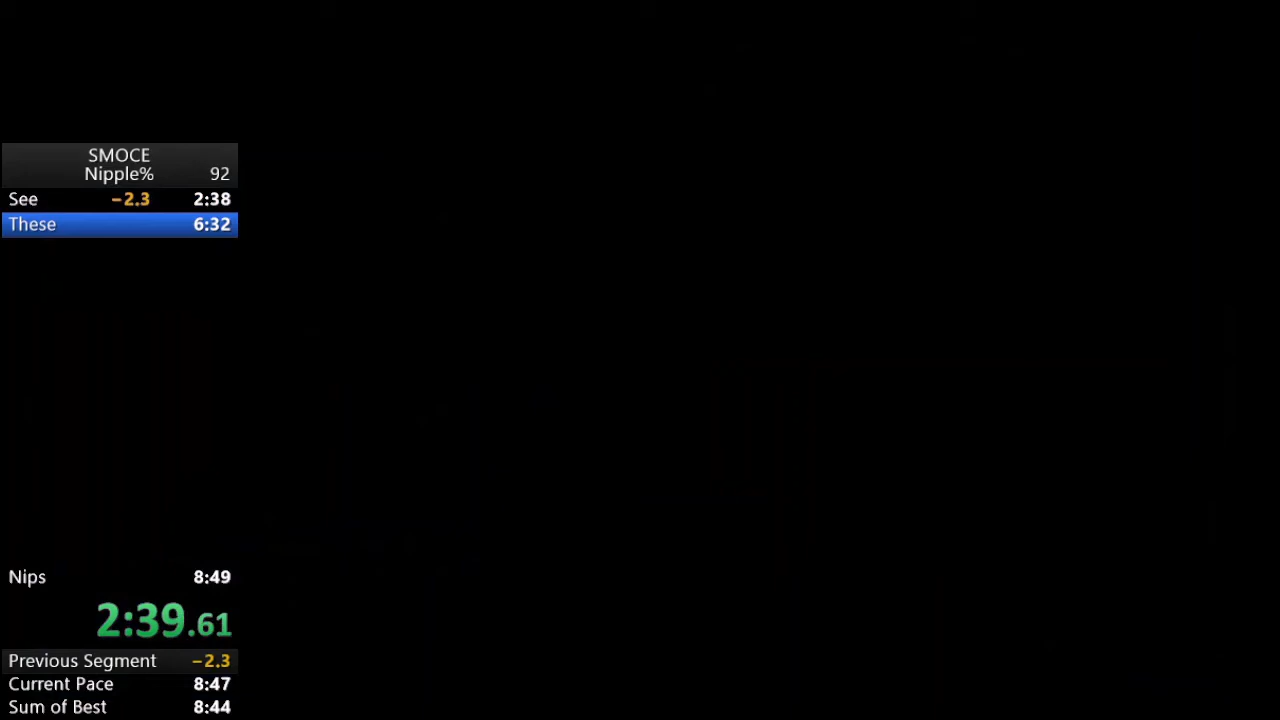 SMOCE
Nipple% 92
See −2.3 2:38
These 6:32
Nips 8:49
2:39.61
Previous Segment −2.3
Current Pace 8:47
Sum of Best 8:44